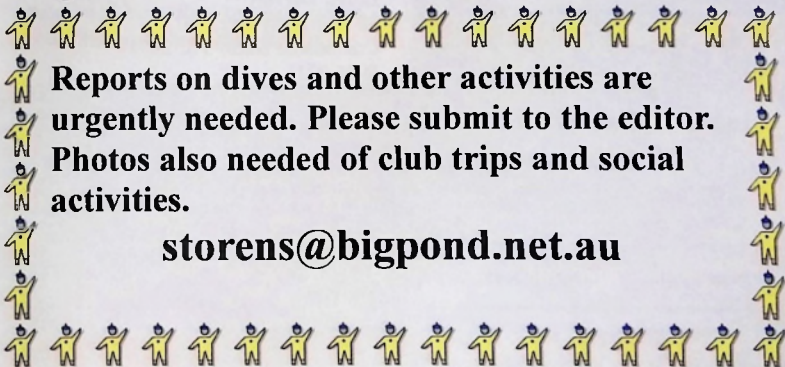 Reports on dives and other activities are
urgently needed. Please submit to the editor.
Photos also needed of club trips and social
activities.
storens@bigpond.net.au